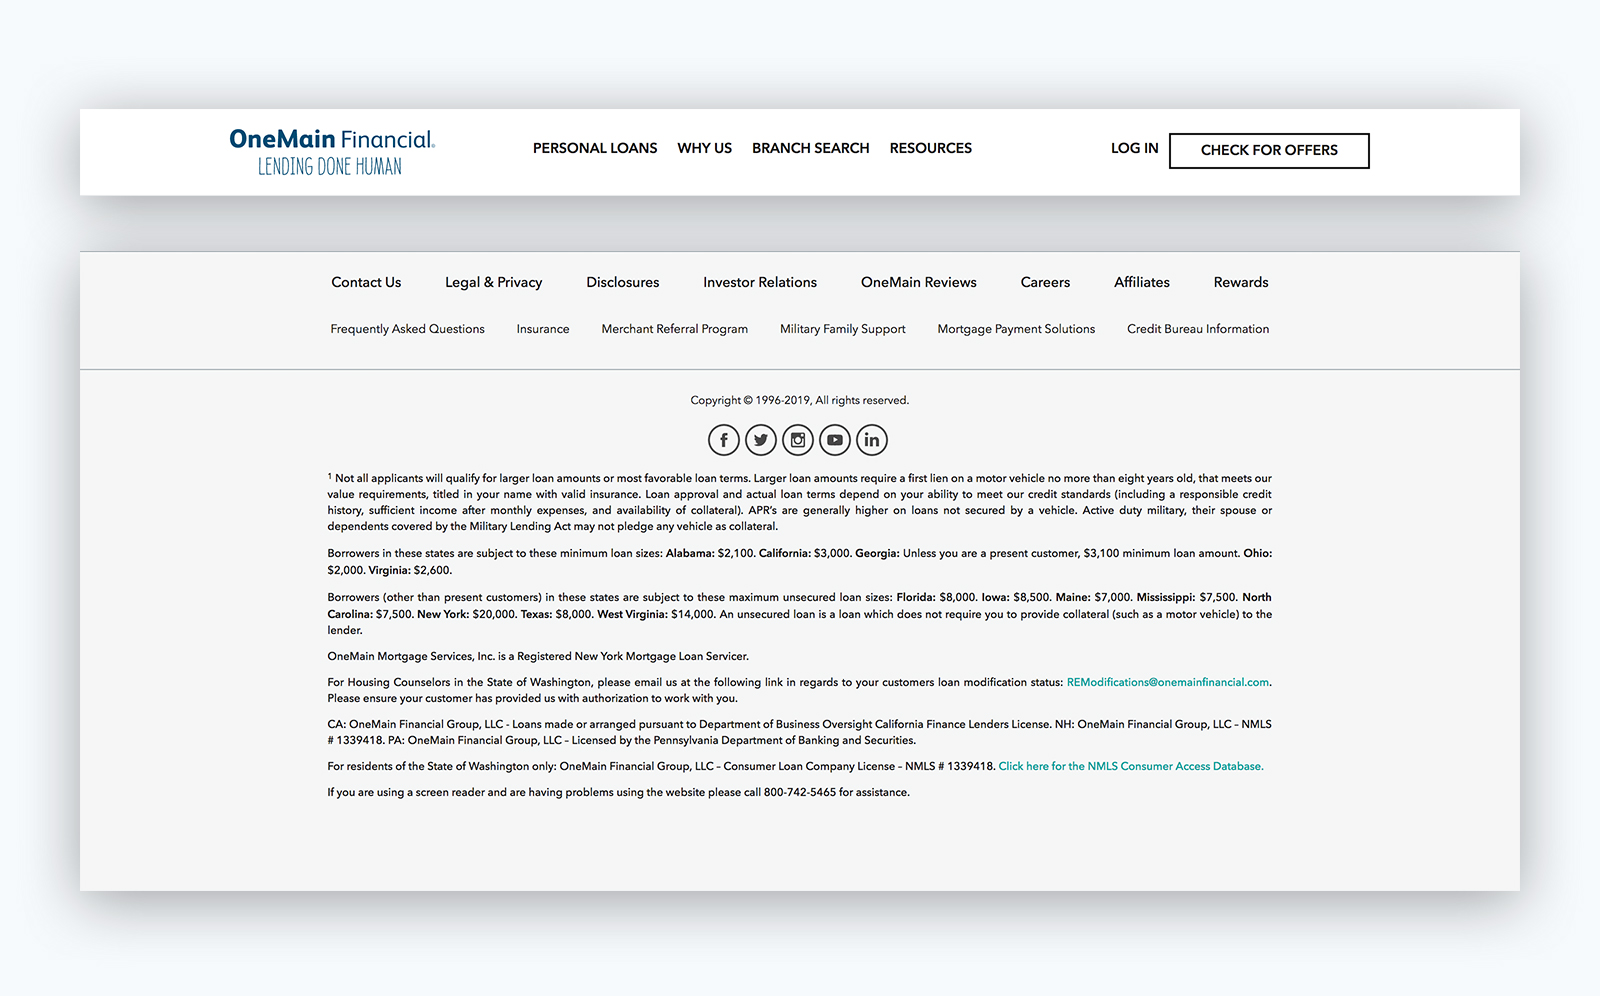 OneMain Financial.
LENDING DONE HUMAN
PERSONAL LOANS WHY US BRANCH SEARCH RESOURCES
LOG IN CHECK FOR OFFERS
Contact Us Legal & Privacy Disclosures Investor Relations OneMain Reviews Careers Affiliates Rewards
Frequently Asked Questions Insurance Merchant Referral Program Military Family Support Mortgage Payment Solutions Credit Bureau Information
Copyright © 1996-2019, All rights reserved.
¹ Not all applicants will qualify for larger loan amounts or most favorable loan terms. Larger loan amounts require a first lien on a motor vehicle no more than eight years old, that meets our
value requirements, titled in your name with valid insurance. Loan approval and actual loan terms depend on your ability to meet our credit standards (including a responsible credit
history, sufficient income after monthly expenses, and availability of collateral). APR's are generally higher on loans not secured by a vehicle. Active duty military, their spouse or
dependents covered by the Military Lending Act may not pledge any vehicle as collateral.
Borrowers in these states are subject to these minimum loan sizes: Alabama: $2,100. California: $3,000. Georgia: Unless you are a present customer, $3,100 minimum loan amount. Ohio:
$2,000. Virginia: $2,600.
Borrowers (other than present customers) in these states are subject to these maximum unsecured loan sizes: Florida: $8,000. Iowa: $8,500. Maine: $7,000. Mississippi: $7,500. North
Carolina: $7,500. New York: $20,000. Texas: $8,000. West Virginia: $14,000. An unsecured loan is a loan which does not require you to provide collateral (such as a motor vehicle) to the
lender.
OneMain Mortgage Services, Inc. is a Registered New York Mortgage Loan Servicer.
For Housing Counselors in the State of Washington, please email us at the following link in regards to your customers loan modification status: REModifications@onemainfinancial.com.
Please ensure your customer has provided us with authorization to work with you.
CA: OneMain Financial Group, LLC - Loans made or arranged pursuant to Department of Business Oversight California Finance Lenders License. NH: OneMain Financial Group, LLC – NMLS
# 1339418. PA: OneMain Financial Group, LLC – Licensed by the Pennsylvania Department of Banking and Securities.
For residents of the State of Washington only: OneMain Financial Group, LLC – Consumer Loan Company License – NMLS # 1339418. Click here for the NMLS Consumer Access Database.
If you are using a screen reader and are having problems using the website please call 800-742-5465 for assistance.